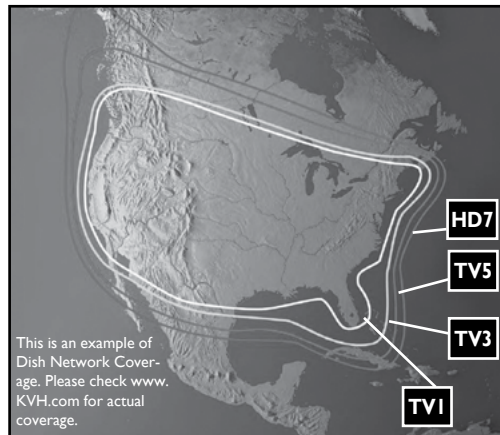 HD7
TV5
TV3
TV1
This is an example of
Dish Network Cover-
age. Please check www.
KVH.com for actual
coverage.